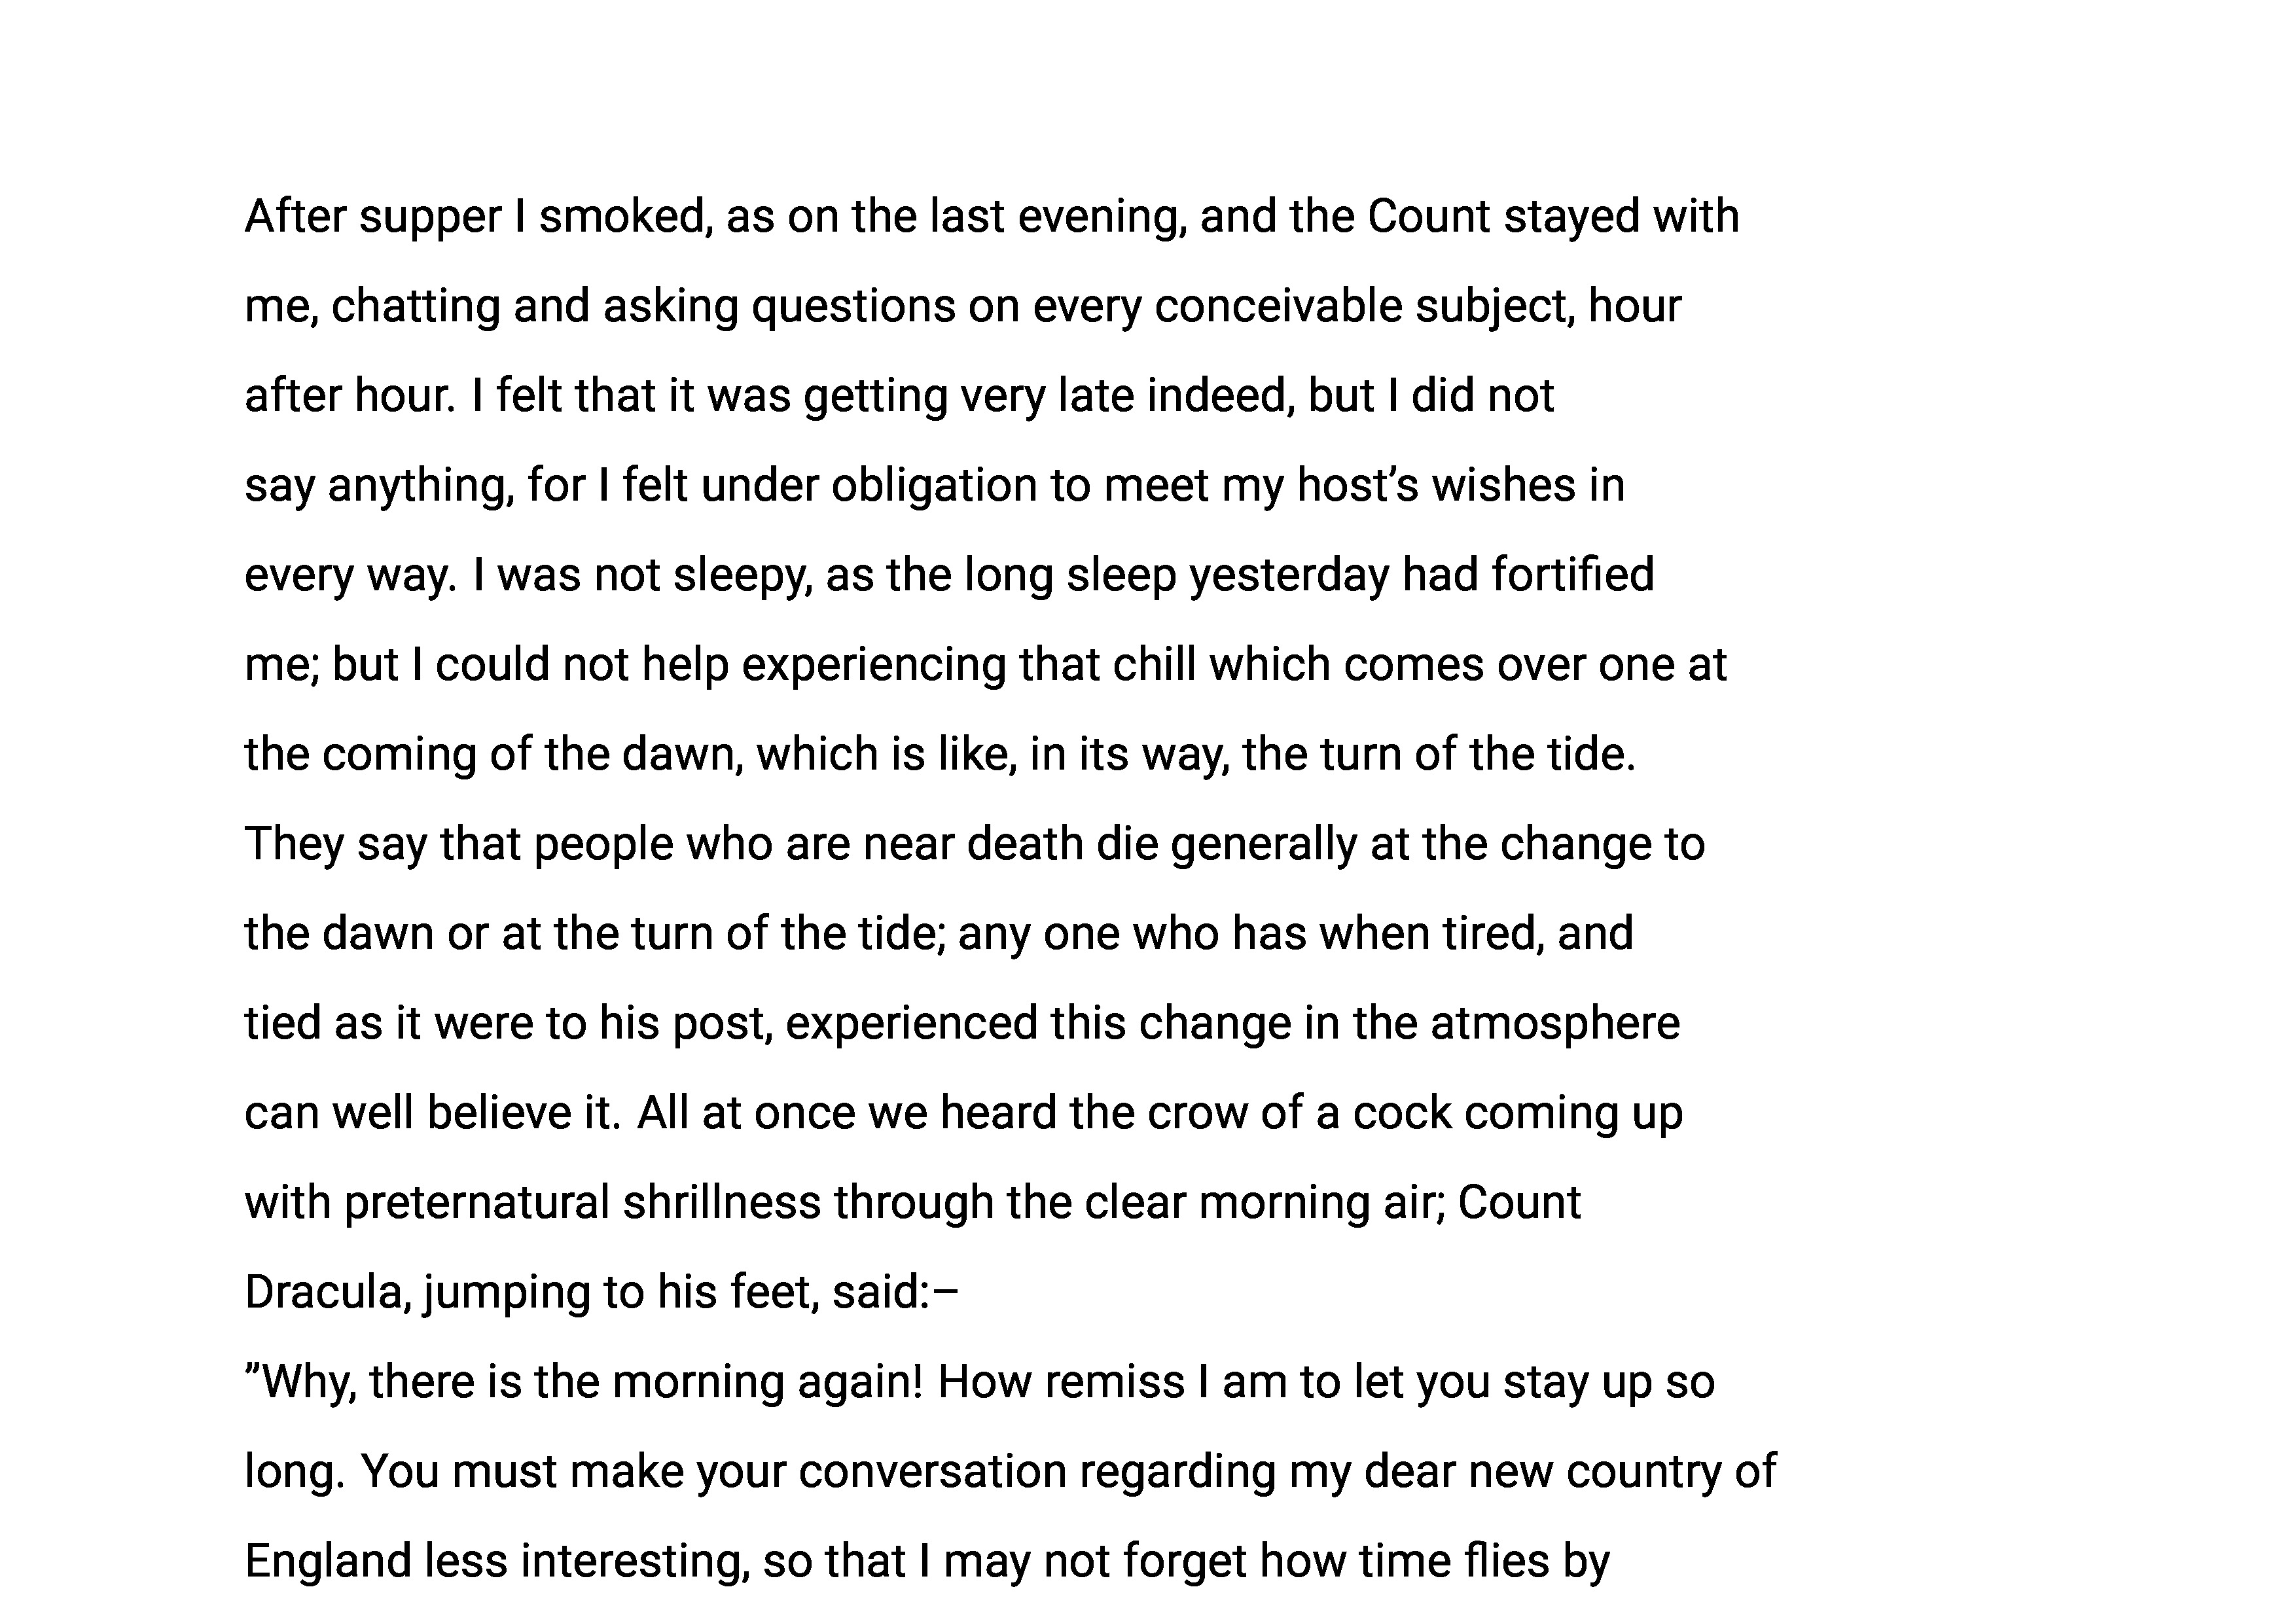 After supper I smoked, as on the last evening, and the Count stayed with
me, chatting and asking questions on every conceivable subject, hour
after hour. I felt that it was getting very late indeed, but I did not
say anything, for I felt under obligation to meet my host’s wishes in
every way. I was not sleepy, as the long sleep yesterday had fortified
me; but I could not help experiencing that chill which comes over one at
the coming of the dawn, which is like, in its way, the turn of the tide.
They say that people who are near death die generally at the change to
the dawn or at the turn of the tide; any one who has when tired, and
tied as it were to his post, experienced this change in the atmosphere
can well believe it. All at once we heard the crow of a cock coming up
with preternatural shrillness through the clear morning air; Count
Dracula, jumping to his feet, said:–
”Why, there is the morning again! How remiss I am to let you stay up so
long. You must make your conversation regarding my dear new country of
England less interesting, so that I may not forget how time flies by